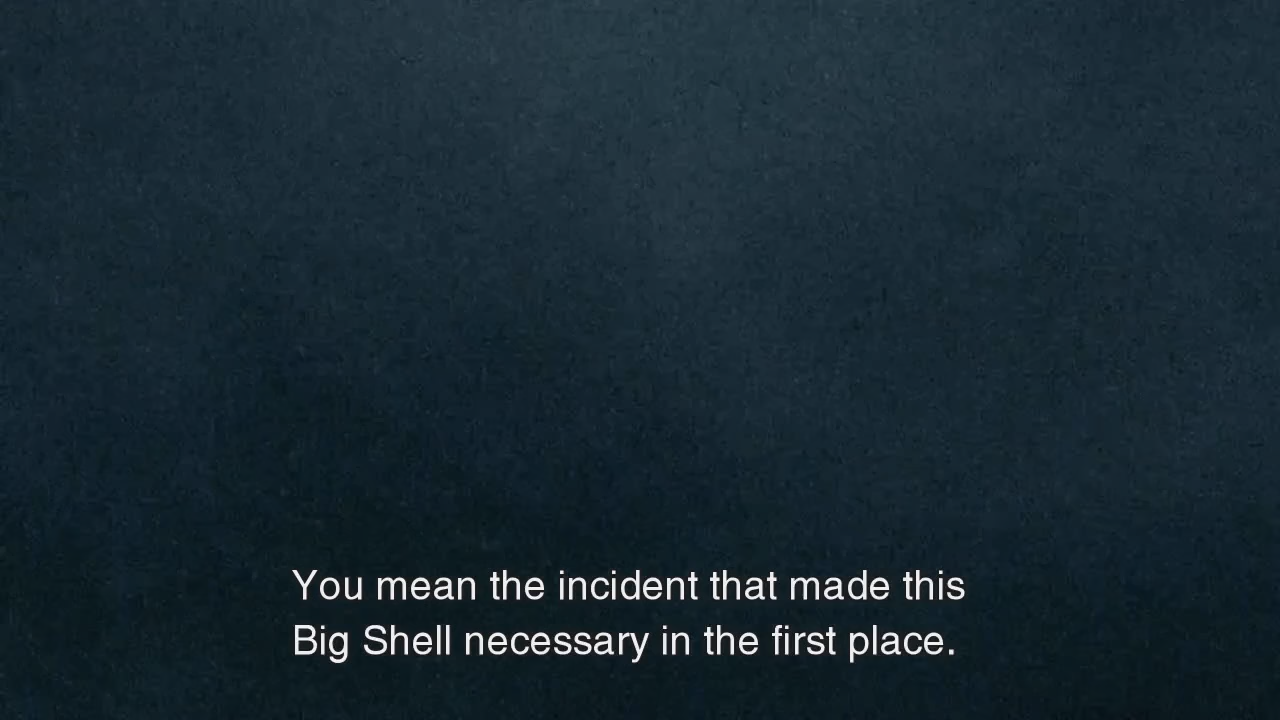 You mean the incident that made this
Big Shell necessary in the first place.